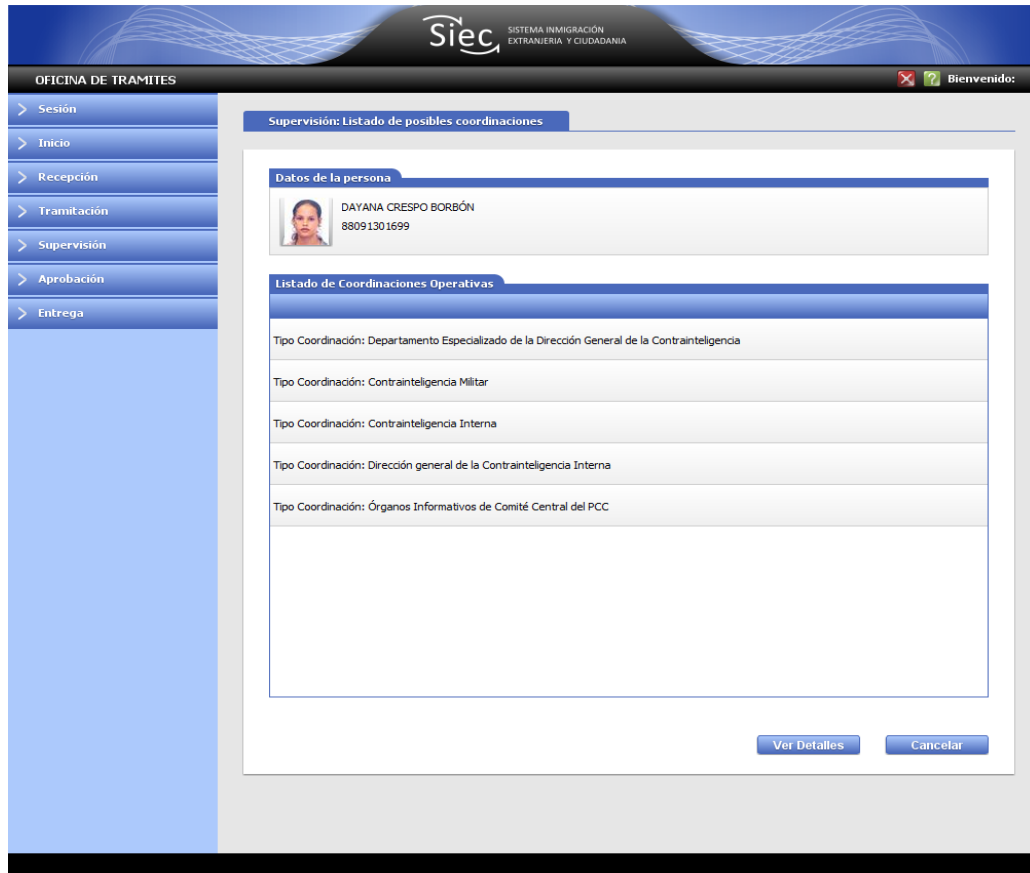 Siec SISTEMA INMIGRACIÓN
EXTRANJERIA Y CIUDADANIA
OFICINA DE TRAMITES
Bienvenido:
Sesión
Inicio
Recepción
Tramitación
Supervisión
Aprobación
Entrega
Supervisión: Listado de posibles coordinaciones
Datos de la persona
DAYANA CRESPO BORBÓN
88091301699
Listado de Coordinaciones Operativas
Tipo Coordinación: Departamento Especializado de la Dirección General de la Contrainteligencia
Tipo Coordinación: Contrainteligencia Militar
Tipo Coordinación: Contrainteligencia Interna
Tipo Coordinación: Dirección general de la Contrainteligencia Interna
Tipo Coordinación: Órganos Informativos de Comité Central del PCC
Ver Detalles
Cancelar